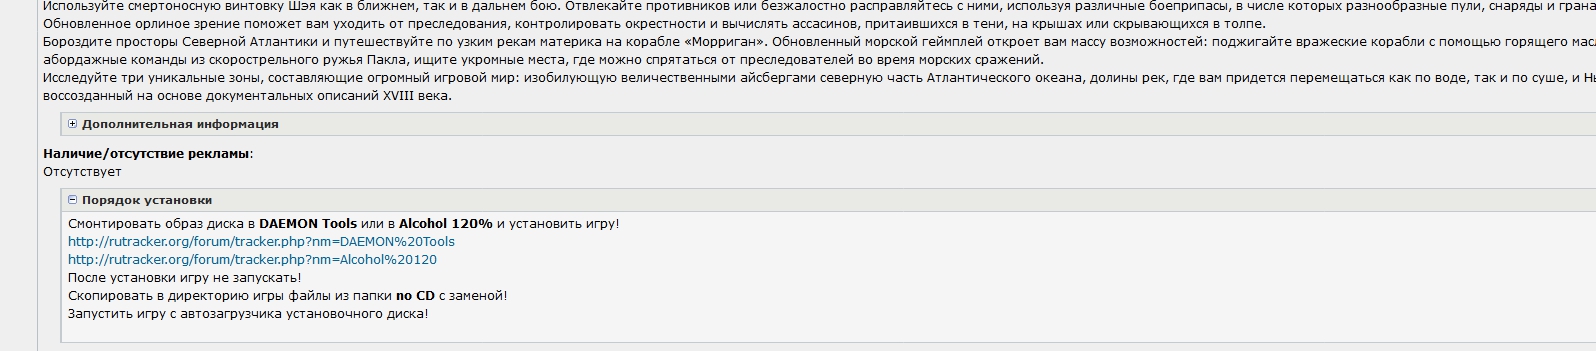 Используйте смертоносную винтовку Шэя как в ближнем, так и в дальнем бою. Отвлекайте противников или безжалостно расправляйтесь с ними, используя различные боеприпасы, в числе которых разнообразные пули, снаряды и грана
Обновленное орлиное зрение поможет вам уходить от преследования, контролировать окрестности и вычислять ассасинов, притаившихся в тени, на крышах или скрывающихся в толпе.
Бороздите просторы Северной Атлантики и путешествуйте по узким рекам материка на корабле «Морриган». Обновленный морской геймплей откроет вам массу возможностей: поджигайте вражеские корабли с помощью горящего мас
абордажные команды из скорострельного ружья Пакла, ищите укромные места, где можно спрятаться от преследователей во время морских сражений.
Исследуйте три уникальные зоны, составляющие огромный игровой мир: изобилующую величественными айсбергами северную часть Атлантического океана, долины рек, где вам придется перемещаться как по воде, так и по суше, и Нь
воссозданный на основе документальных описаний XVIII века.
Дополнительная информация
Наличие/отсутствие рекламы:
Отсутствует
Порядок установки
Смонтировать образ диска в DAEMON Tools или в Alcohol 120% и установить игру!
http://rutracker.org/forum/tracker.php?nm=DAEMON%20Tools
http://rutracker.org/forum/tracker.php?nm=Alcohol%20120
После установки игру не запускать!
Скопировать в директорию игры файлы из папки no CD с заменой!
Запустить игру с автозагрузчика установочного диска!